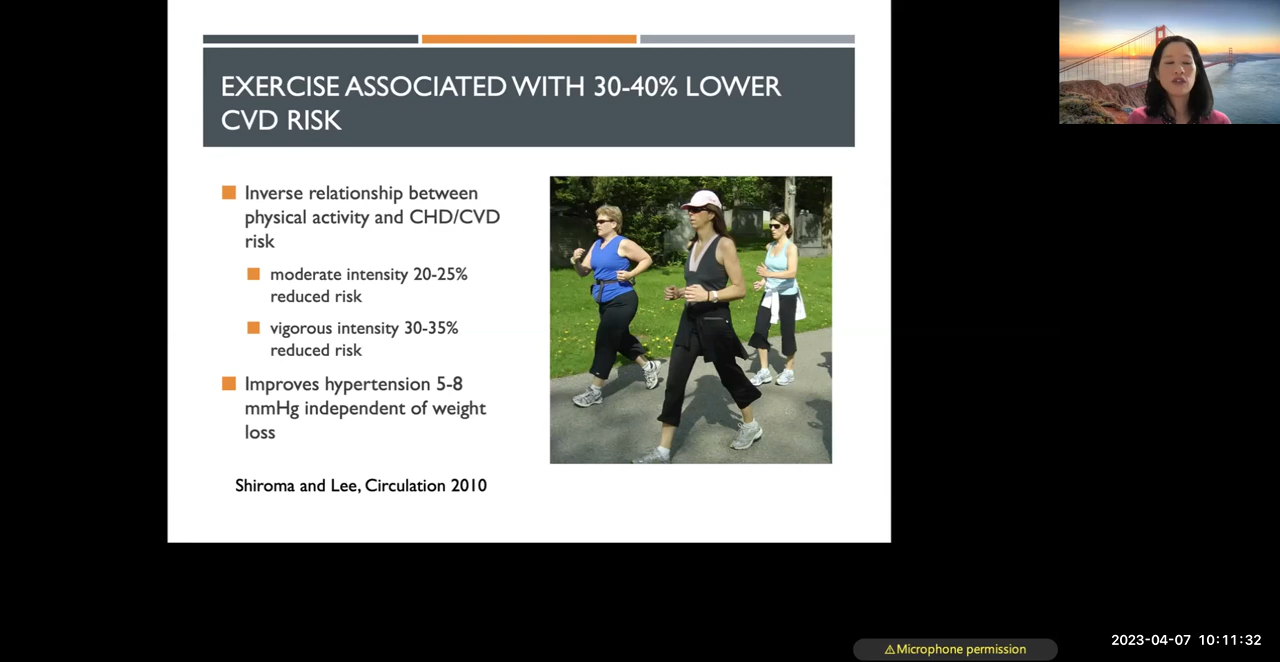 EXERCISE ASSOCIATED WITH 30-40% LOWER
CVD RISK
Inverse relationship between
physical activity and CHD/CVD
risk
moderate intensity 20-25%
reduced risk
vigorous intensity 30-35%
reduced risk
Improves hypertension 5-8
mmHg independent of weight
loss
Shiroma and Lee, Circulation 2010
⚠Microphone permission
2023-04-07 10:11:32